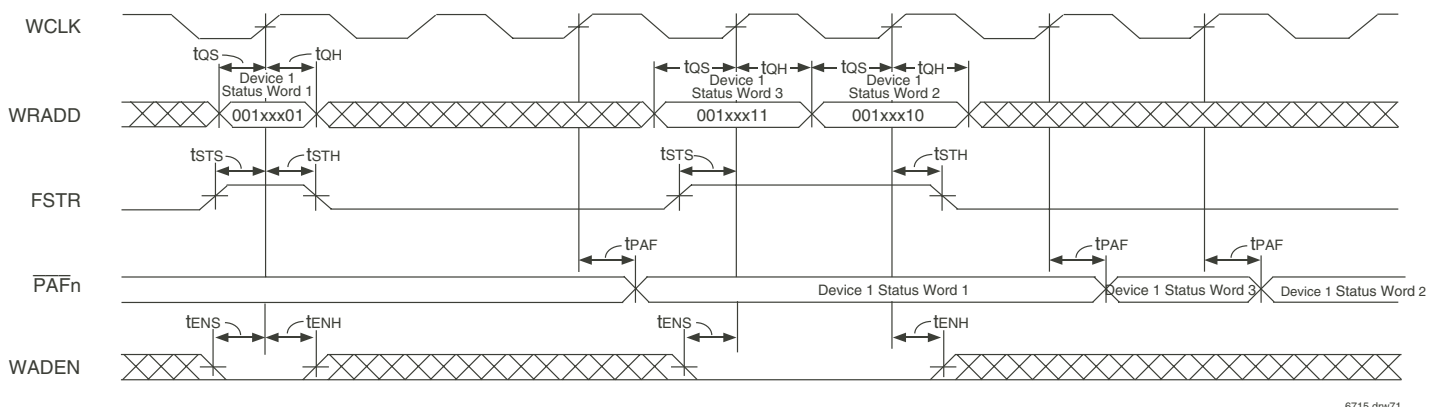 WCLK
tQS
tQH
tQS
tQH
tQS
tQH
Device 1
Status Word 1
Device 1
Status Word 3
Device 1
Status Word 2
WRADD
001xxx01
001xxx11
001xxx10
tSTS
tSTH
tSTS
tSTH
FSTR
tPAF
tPAF
tPAF
PAFn
Device 1 Status Word 1
Device 1 Status Word 3
Device 1 Status Word 2
tENS
tENH
tENS
tENH
WADEN
6715 drw71